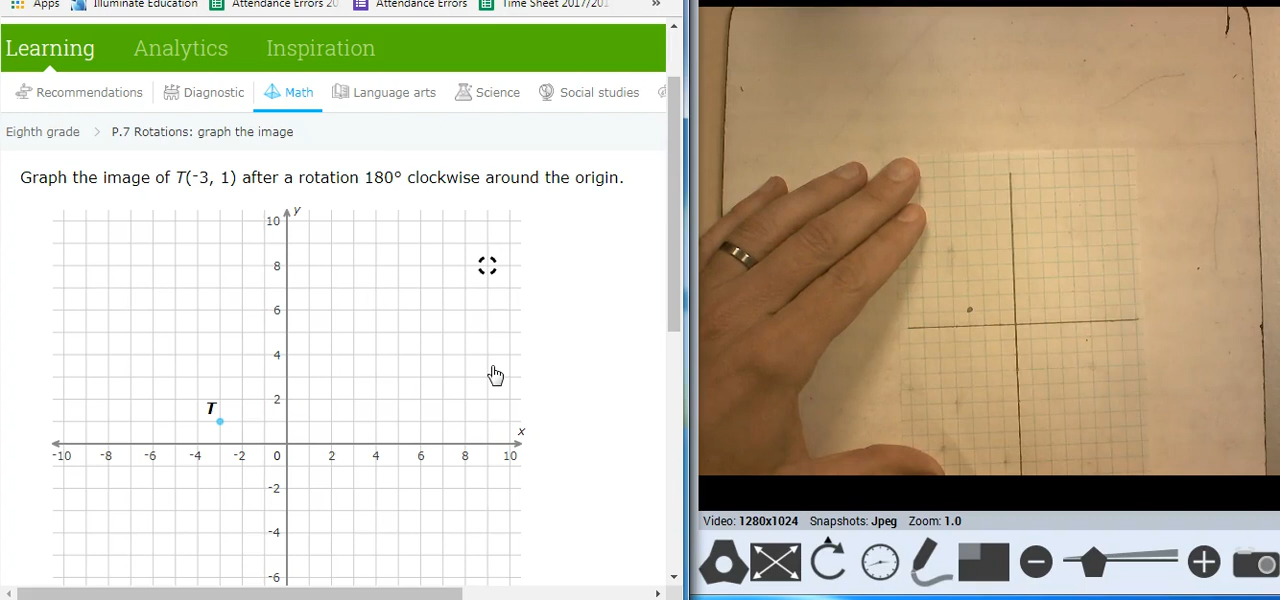 Apps Illuminate Education Attendance Errors 20 Attendance Errors Time Sheet 2017/201 »
Learning Analytics Inspiration
Recommendations Diagnostic Math Language arts Science Social studies
Eighth grade > P.7 Rotations: graph the image
Graph the image of T(-3, 1) after a rotation 180° clockwise around the origin.
y
10
8
6
4
T
2
x
-10 -8 -6 -4 -2 0 2 4 6 8 10
-2
-4
-6
Video: 1280x1024 Snapshots: Jpeg Zoom: 1.0